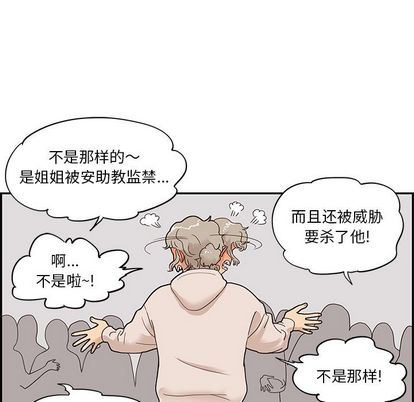 不是那样的～
是姐姐被安助教监禁…
而且还被威胁
要杀了他!
啊…
不是啦~!
不是那样!